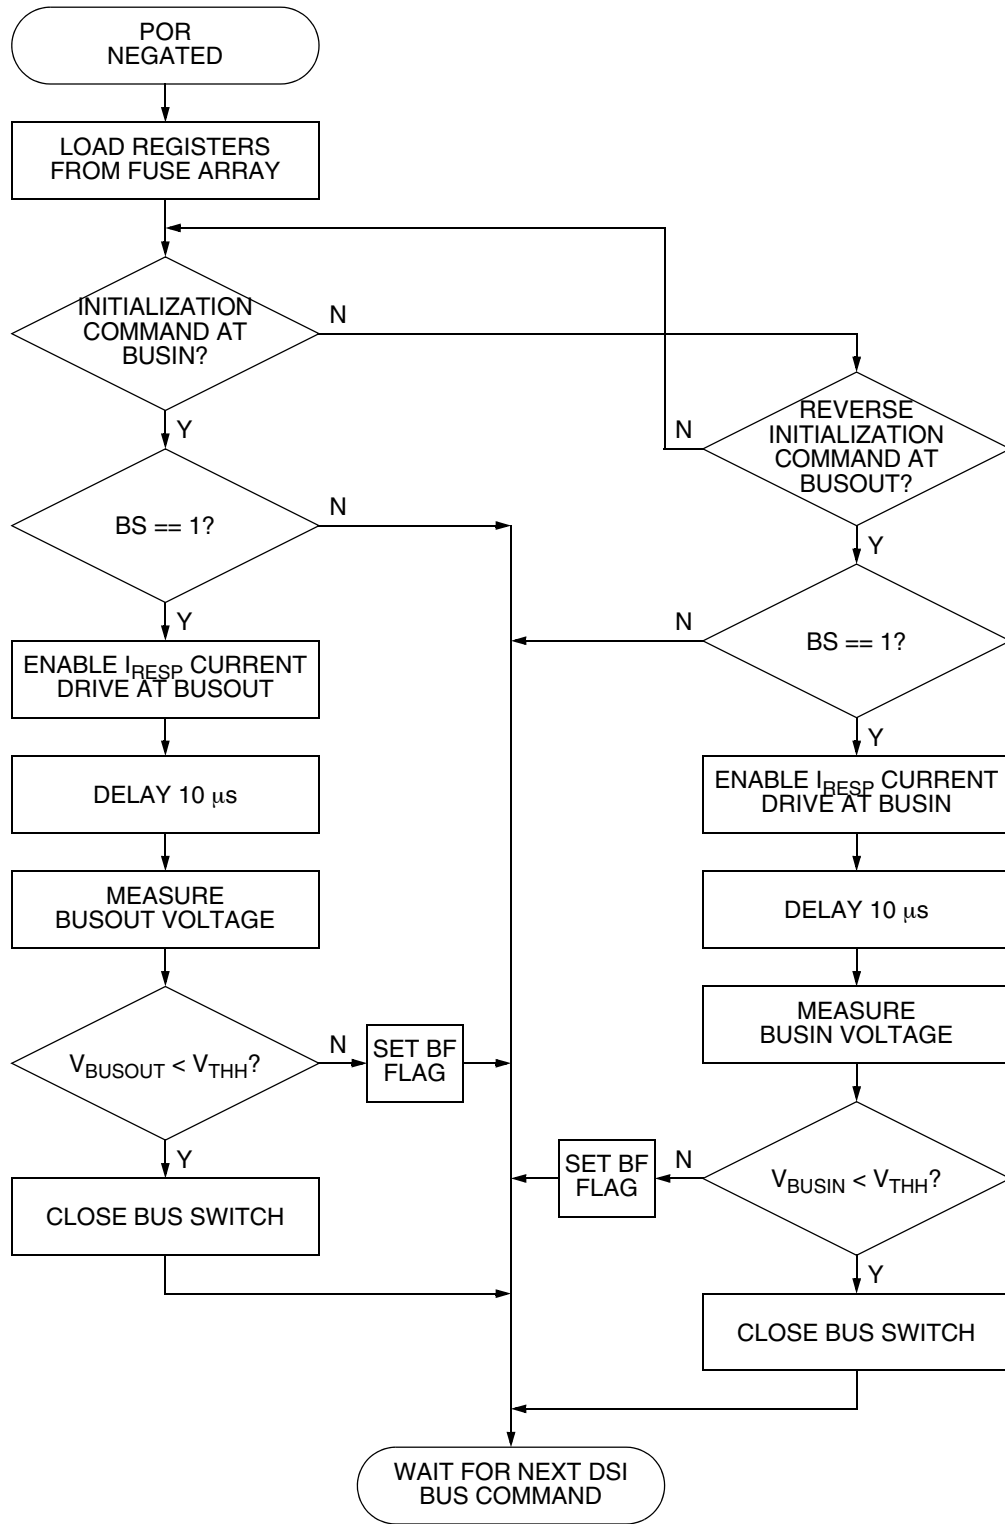 POR
NEGATED
LOAD REGISTERS
FROM FUSE ARRAY
INITIALIZATION
COMMAND AT
BUSIN?
N
Y
REVERSE
INITIALIZATION
COMMAND AT
BUSOUT?
N
Y
BS == 1?
N
Y
ENABLE IRESP CURRENT
DRIVE AT BUSOUT
DELAY 10 μs
MEASURE
BUSOUT VOLTAGE
VBUSOUT < VTHH?
N
SET BF
FLAG
Y
CLOSE BUS SWITCH
BS == 1?
N
Y
ENABLE IRESP CURRENT
DRIVE AT BUSIN
DELAY 10 μs
MEASURE
BUSIN VOLTAGE
VBUSIN < VTHH?
N
SET BF
FLAG
Y
CLOSE BUS SWITCH
WAIT FOR NEXT DSI
BUS COMMAND